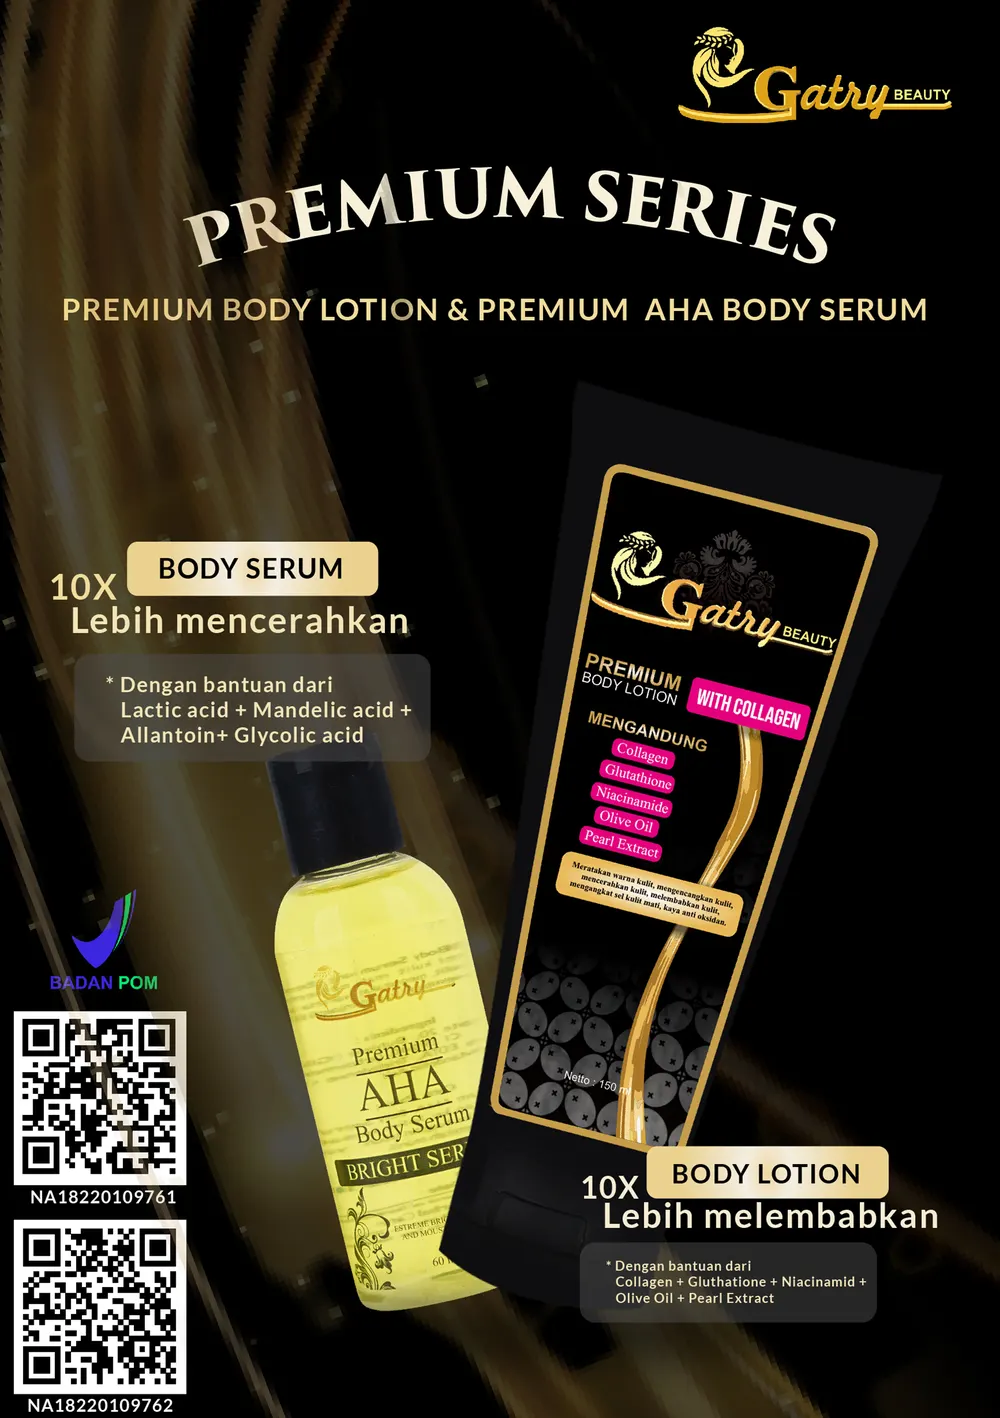 Gatry BEAUTY
PREMIUM SERIES
PREMIUM BODY LOTION & PREMIUM AHA BODY SERUM
BODY SERUM
10X
Lebih mencerahkan
* Dengan bantuan dari
Lactic acid + Mandelic acid +
Allantoin+ Glycolic acid
Gatry BEAUTY
PREMIUM
BODY LOTION
WITH COLLAGEN
MENGANDUNG
Collagen
Glutathione
Niacinamide
Olive Oil
Pearl Extract
Meratakan warna kulit, mengencangkan kulit,
mencerahkan kulit, melembabkan kulit,
mengangkat sel kulit mati, kaya anti oksidan.
Netto : 150 ml
Gatry
Premium
AHA
Body Serum
BRIGHT
AND
60
BADAN POM
NA18220109761
NA18220109762
BODY LOTION
10X
Lebih melembabkan
* Dengan bantuan dari
Collagen + Gluthatione + Niacinamid +
Olive Oil + Pearl Extract